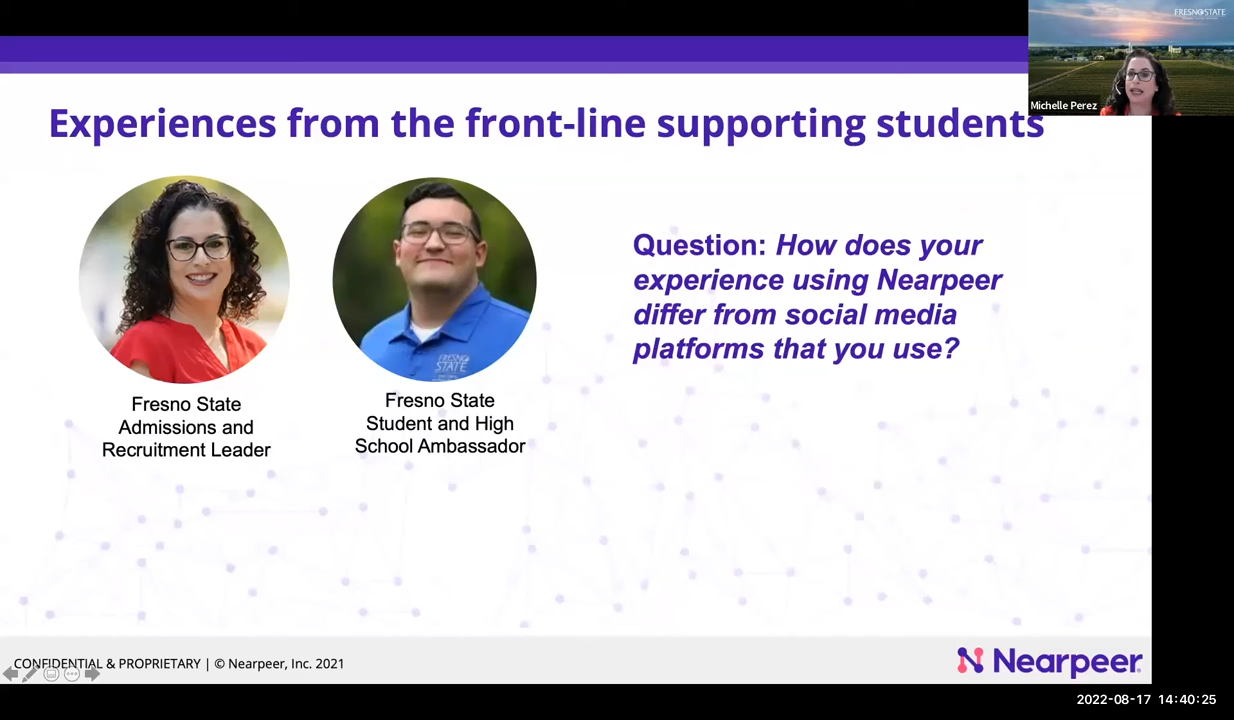 FRESNO STATE
Michelle Perez
Experiences from the front-line supporting students
Question: How does your
experience using Nearpeer
differ from social media
platforms that you use?
FRESNO
STATE
Fresno State
Admissions and
Recruitment Leader
Fresno State
Student and High
School Ambassador
CONFIDENTIAL & PROPRIETARY | © Nearpeer, Inc. 2021
Nearpeer
2022-08-17 14:40:25